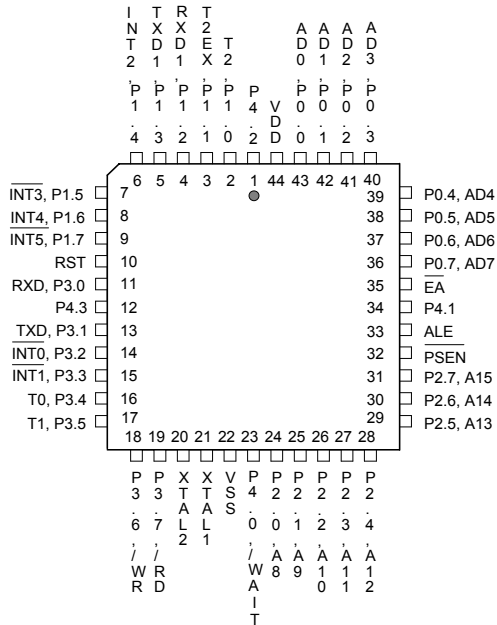 INT2, P1.4
TXD1, P1.3
RXD1, P1.2
T2EX, P1.1
T2, P1.0
P4.2
VDD
AD0, P0.0
AD1, P0.1
AD2, P0.2
AD3, P0.3
6 5 4 3 2 1 44 43 42 41 40
INT3, P1.5 7
INT4, P1.6 8
INT5, P1.7 9
RST 10
RXD, P3.0 11
P4.3 12
TXD, P3.1 13
INT0, P3.2 14
INT1, P3.3 15
T0, P3.4 16
T1, P3.5 17
39 P0.4, AD4
38 P0.5, AD5
37 P0.6, AD6
36 P0.7, AD7
35 EA
34 P4.1
33 ALE
32 PSEN
31 P2.7, A15
30 P2.6, A14
29 P2.5, A13
18 19 20 21 22 23 24 25 26 27 28
P3.6, /WR
P3.7, /RD
XTAL2
XTAL1
VSS
P4.0, /WAIT
P2.0, A8
P2.1, A9
P2.2, A10
P2.3, A11
P2.4, A12